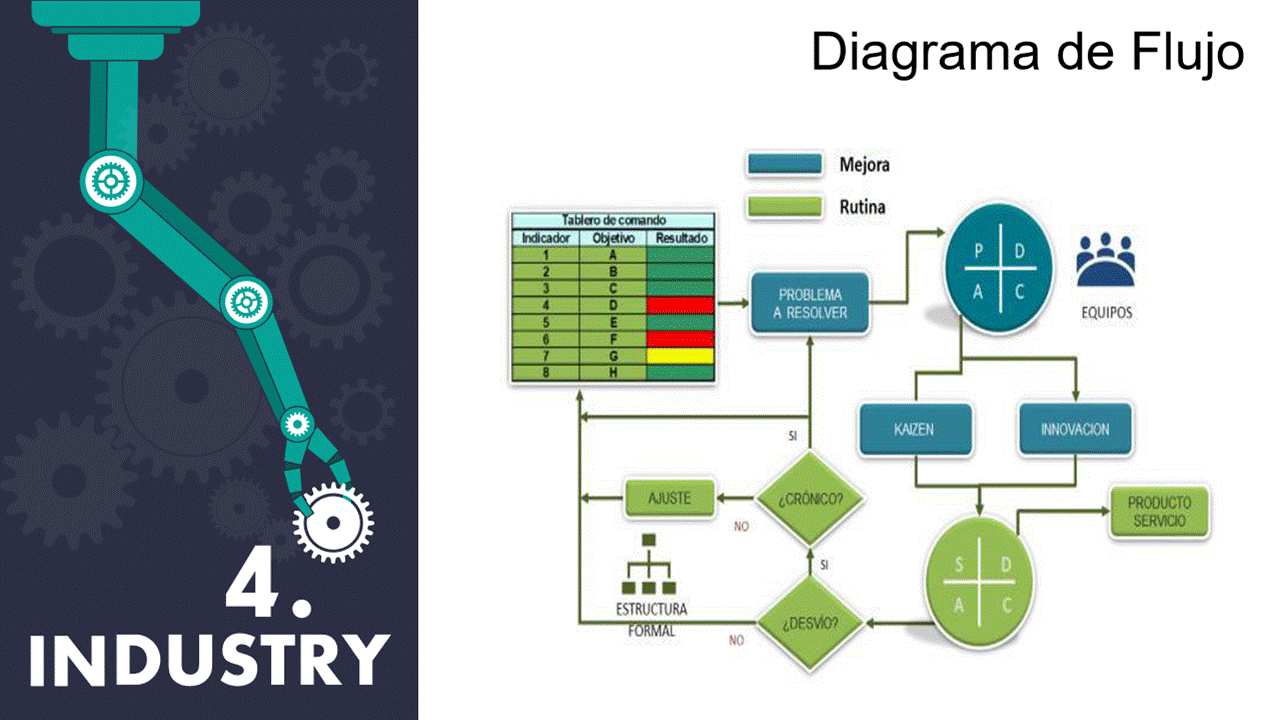 Diagrama de Flujo
Mejora
Rutina
Tablero de comando
Indicador Objetivo Resultado
1 A
2 B
3 C
4 D
5 E
6 F
7 G
8 H
PROBLEMA
A RESOLVER
P D
A C
EQUIPOS
KAIZEN
INNOVACION
SI
AJUSTE
¿CRÓNICO?
NO
PRODUCTO
SERVICIO
S D
A C
SI
ESTRUCTURA
FORMAL
¿DESVÍO?
NO
4.
INDUSTRY